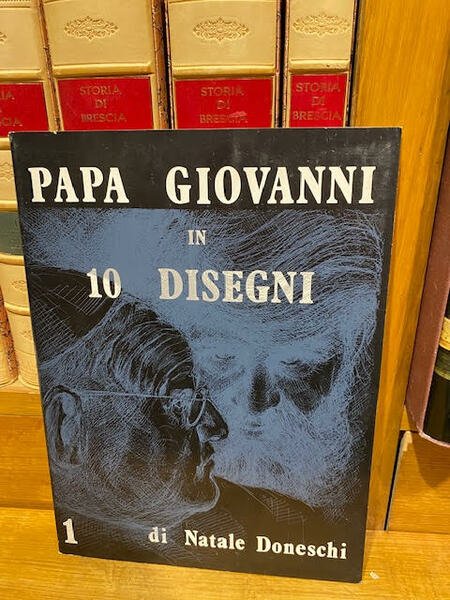 STORIA
DI
BRESCIA
STORIA
DI
BRESCIA
STORIA
DI
BRESCIA
PAPA GIOVANNI
IN
10 DISEGNI
1
di Natale Doneschi